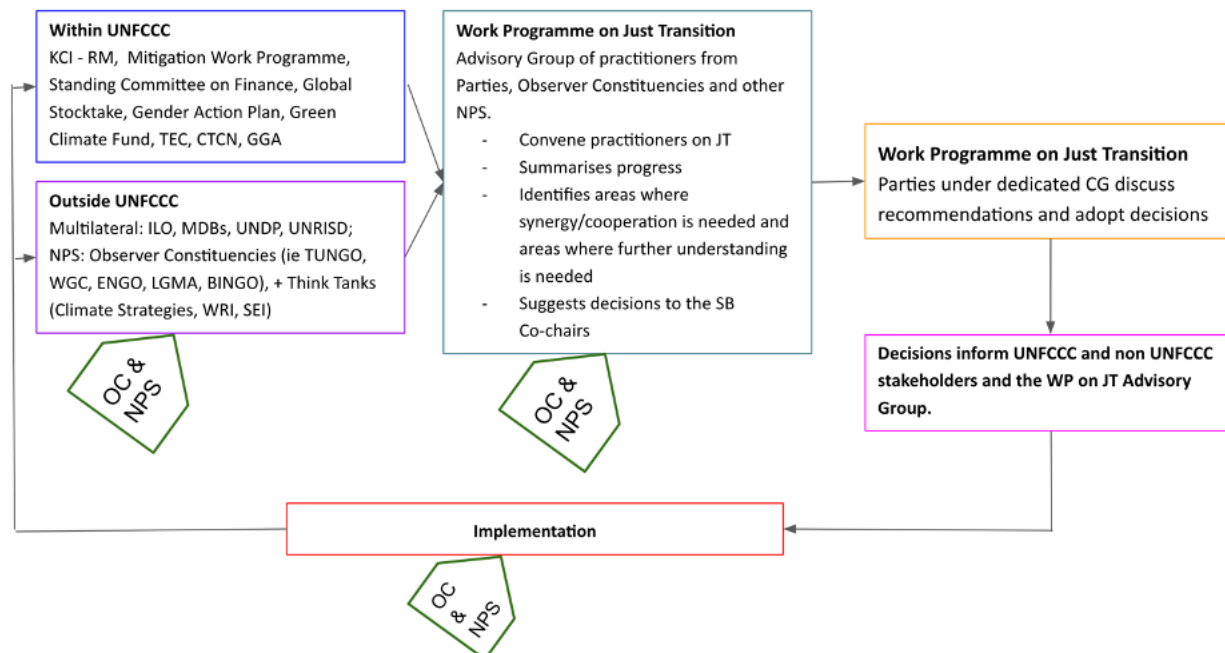 Within UNFCCC
KCI - RM, Mitigation Work Programme,
Standing Committee on Finance, Global
Stocktake, Gender Action Plan, Green
Climate Fund, TEC, CTCN, GGA
Outside UNFCCC
Multilateral: ILO, MDBs, UNDP, UNRISD;
NPS: Observer Constituencies (ie TUNGO,
WGC, ENGO, LGMA, BINGO), + Think Tanks
(Climate Strategies, WRI, SEI)
OC &
NPS
Work Programme on Just Transition
Advisory Group of practitioners from
Parties, Observer Constituencies and other
NPS.
- Convene practitioners on JT
- Summarises progress
- Identifies areas where
synergy/cooperation is needed and
areas where further understanding
is needed
- Suggests decisions to the SB
Co-chairs
OC &
NPS
Work Programme on Just Transition
Parties under dedicated CG discuss
recommendations and adopt decisions
Decisions inform UNFCCC and non UNFCCC
stakeholders and the WP on JT Advisory
Group.
Implementation
OC
&
NPS